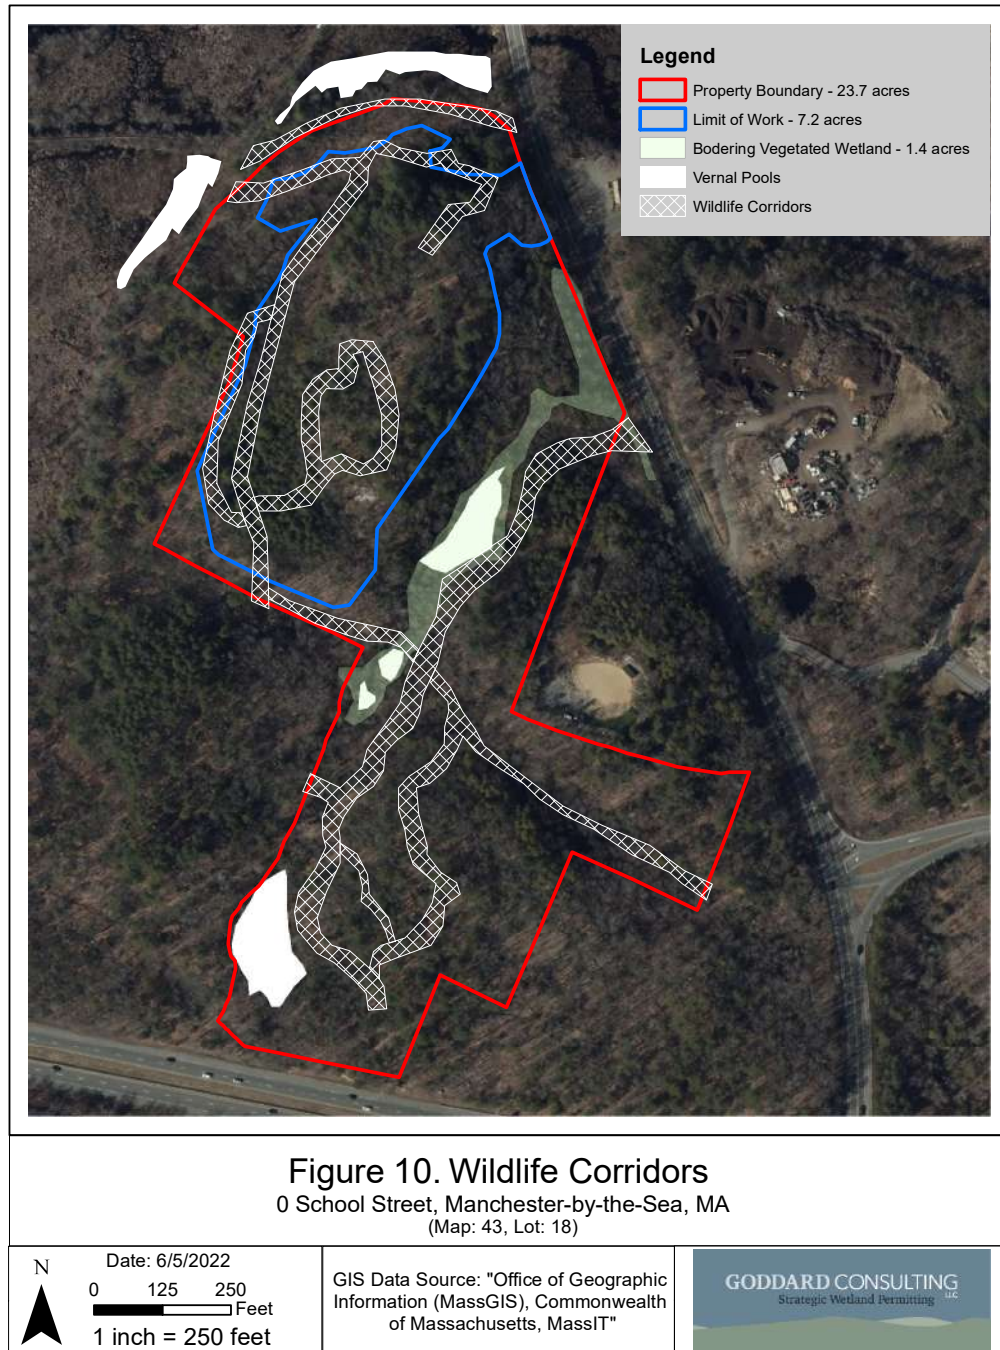 Legend
Property Boundary - 23.7 acres
Limit of Work - 7.2 acres
Bodering Vegetated Wetland - 1.4 acres
Vernal Pools
Wildlife Corridors
Figure 10. Wildlife Corridors
0 School Street, Manchester-by-the-Sea, MA
(Map: 43, Lot: 18)
N
Date: 6/5/2022
0 125 250
Feet
1 inch = 250 feet
GIS Data Source: "Office of Geographic
Information (MassGIS), Commonwealth
of Massachusetts, MassIT"
GODDARD CONSULTING
LLC
Strategic Wetland Permitting